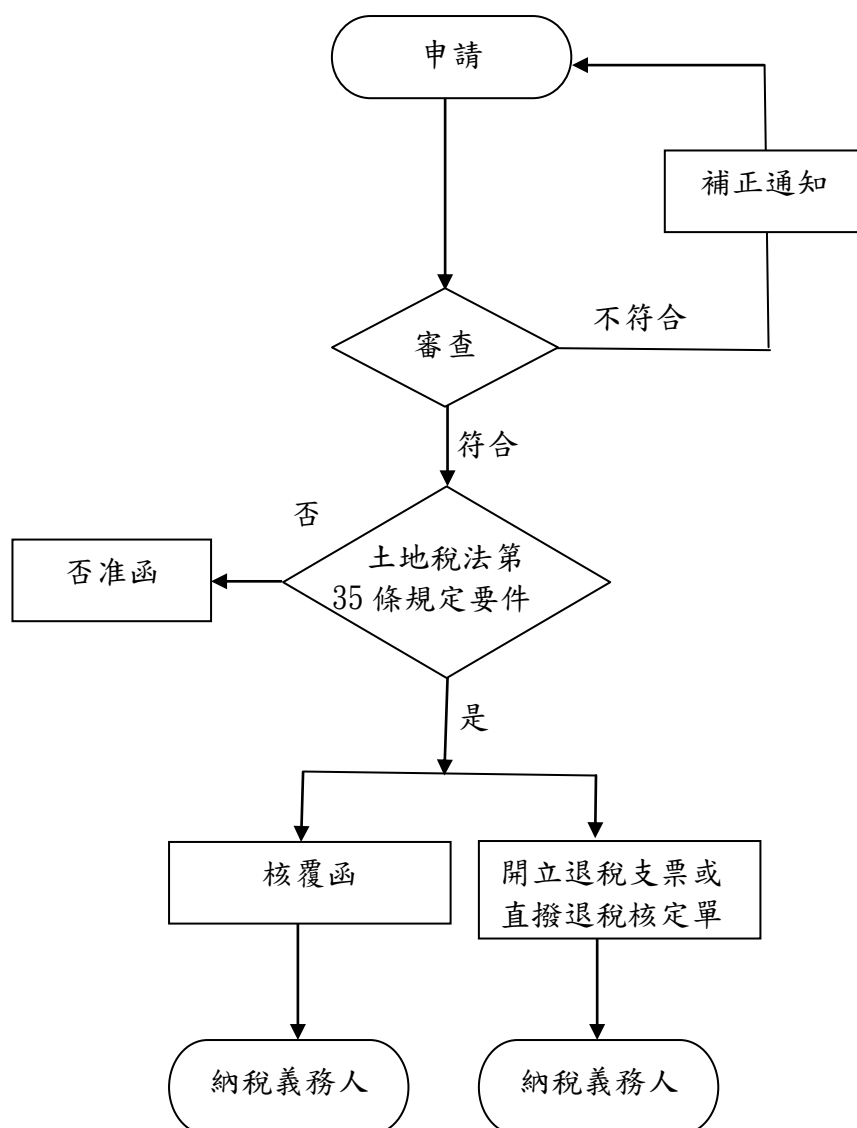 申請
補正通知
審查
不符合
符合
否
否准函
土地稅法第
35 條規定要件
是
核覆函
開立退稅支票或
直撥退稅核定單
納稅義務人
納稅義務人